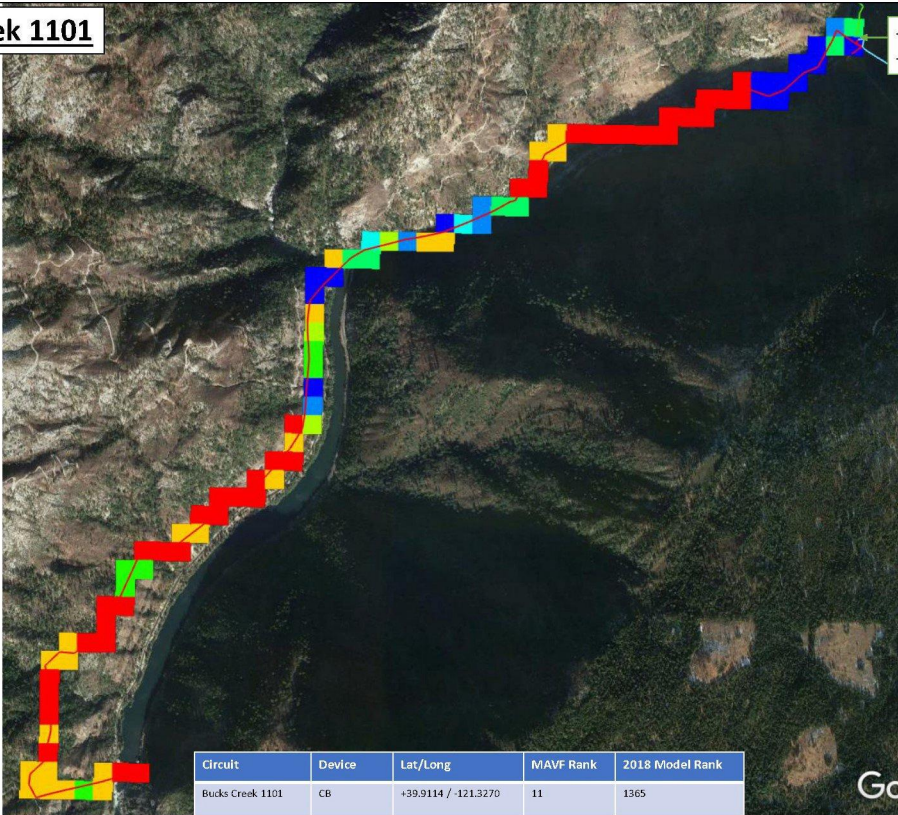 ek 1101
Circuit Device Lat/Long MAVF Rank 2018 Model Rank
Bucks Creek 1101 CB +39.9114 / -121.3270 11 1365
Go